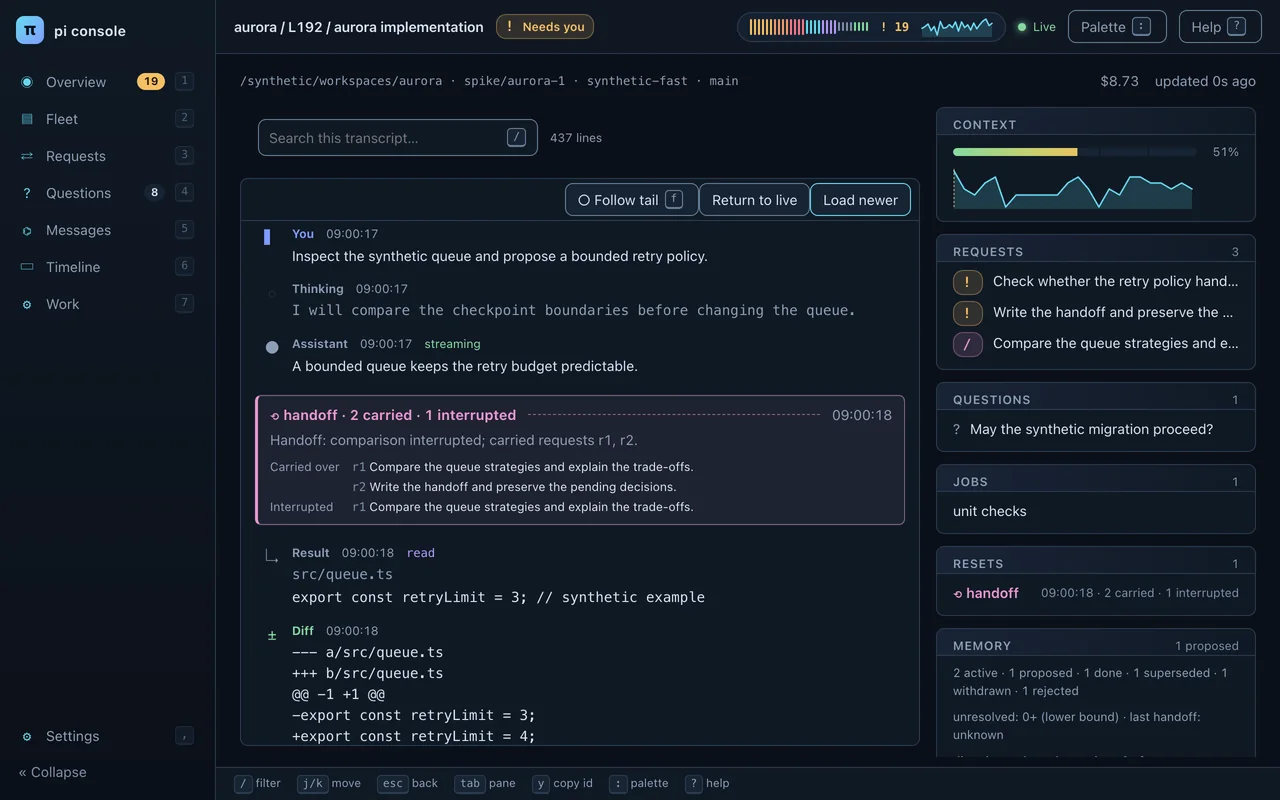 π pi console
Overview 19 1
Fleet 2
Requests 3
Questions 8 4
Messages 5
Timeline 6
Work 7
Settings ,
« Collapse
aurora / L192 / aurora implementation ! Needs you
! 19 Live Palette : Help ?
/synthetic/workspaces/aurora · spike/aurora-1 · synthetic-fast · main
$8.73 updated 0s ago
Search this transcript... / 437 lines
Follow tail f Return to live Load newer
You 09:00:17
Inspect the synthetic queue and propose a bounded retry policy.
Thinking 09:00:17
I will compare the checkpoint boundaries before changing the queue.
Assistant 09:00:17 streaming
A bounded queue keeps the retry budget predictable.
handoff · 2 carried · 1 interrupted 09:00:18
Handoff: comparison interrupted; carried requests r1, r2.
Carried over r1 Compare the queue strategies and explain the trade-offs.
r2 Write the handoff and preserve the pending decisions.
Interrupted r1 Compare the queue strategies and explain the trade-offs.
Result 09:00:18 read
src/queue.ts
export const retryLimit = 3; // synthetic example
± Diff 09:00:18
--- a/src/queue.ts
+++ b/src/queue.ts
@@ -1 +1 @@
-export const retryLimit = 3;
+export const retryLimit = 4;
CONTEXT
51%
REQUESTS 3
! Check whether the retry policy hand...
! Write the handoff and preserve the ...
/ Compare the queue strategies and e...
QUESTIONS 1
? May the synthetic migration proceed?
JOBS 1
unit checks
RESETS 1
handoff 09:00:18 · 2 carried · 1 interrupted
MEMORY 1 proposed
2 active · 1 proposed · 1 done · 1 superseded · 1
withdrawn · 1 rejected
unresolved: 0+ (lower bound) · last handoff:
unknown
/ filter j/k move esc back tab pane y copy id : palette ? help